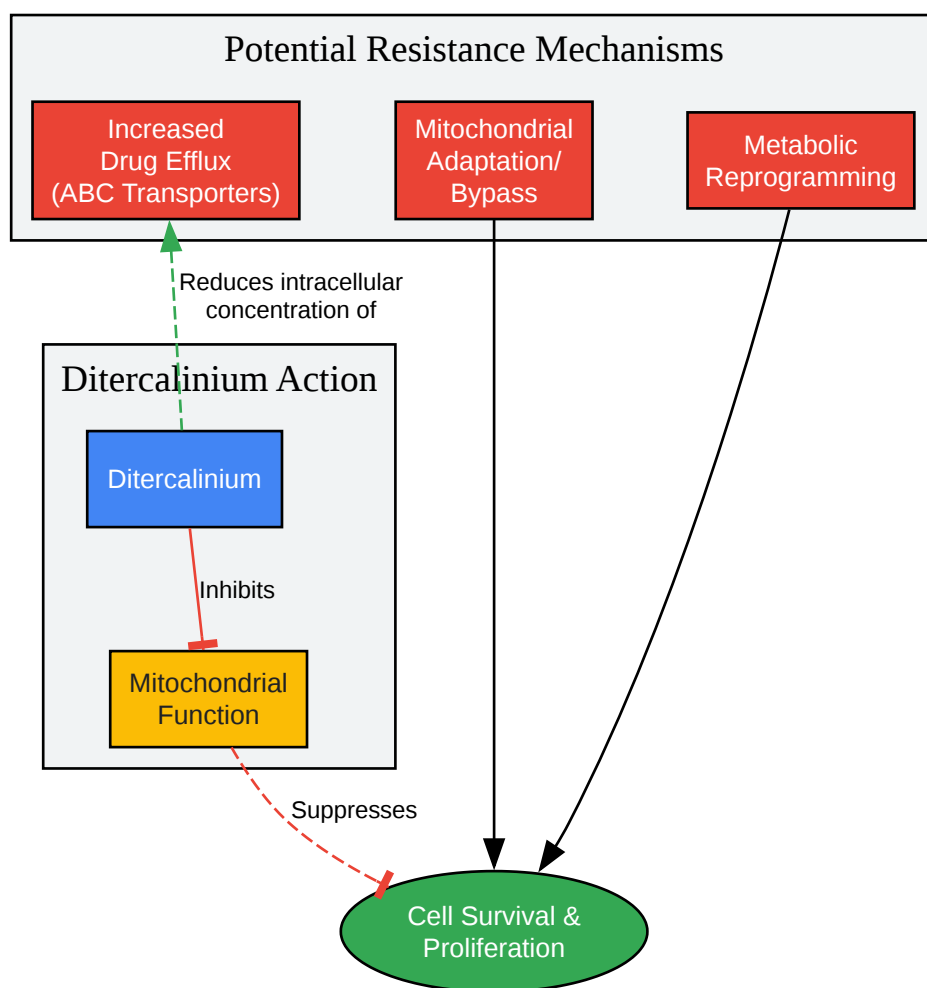 Potential Resistance Mechanisms
Increased
Drug Efflux
(ABC Transporters)
Mitochondrial
Adaptation/
Bypass
Metabolic
Reprogramming
Reduces intracellular
concentration of
Ditercalinium Action
Ditercalinium
Inhibits
Mitochondrial
Function
Suppresses
Cell Survival &
Proliferation